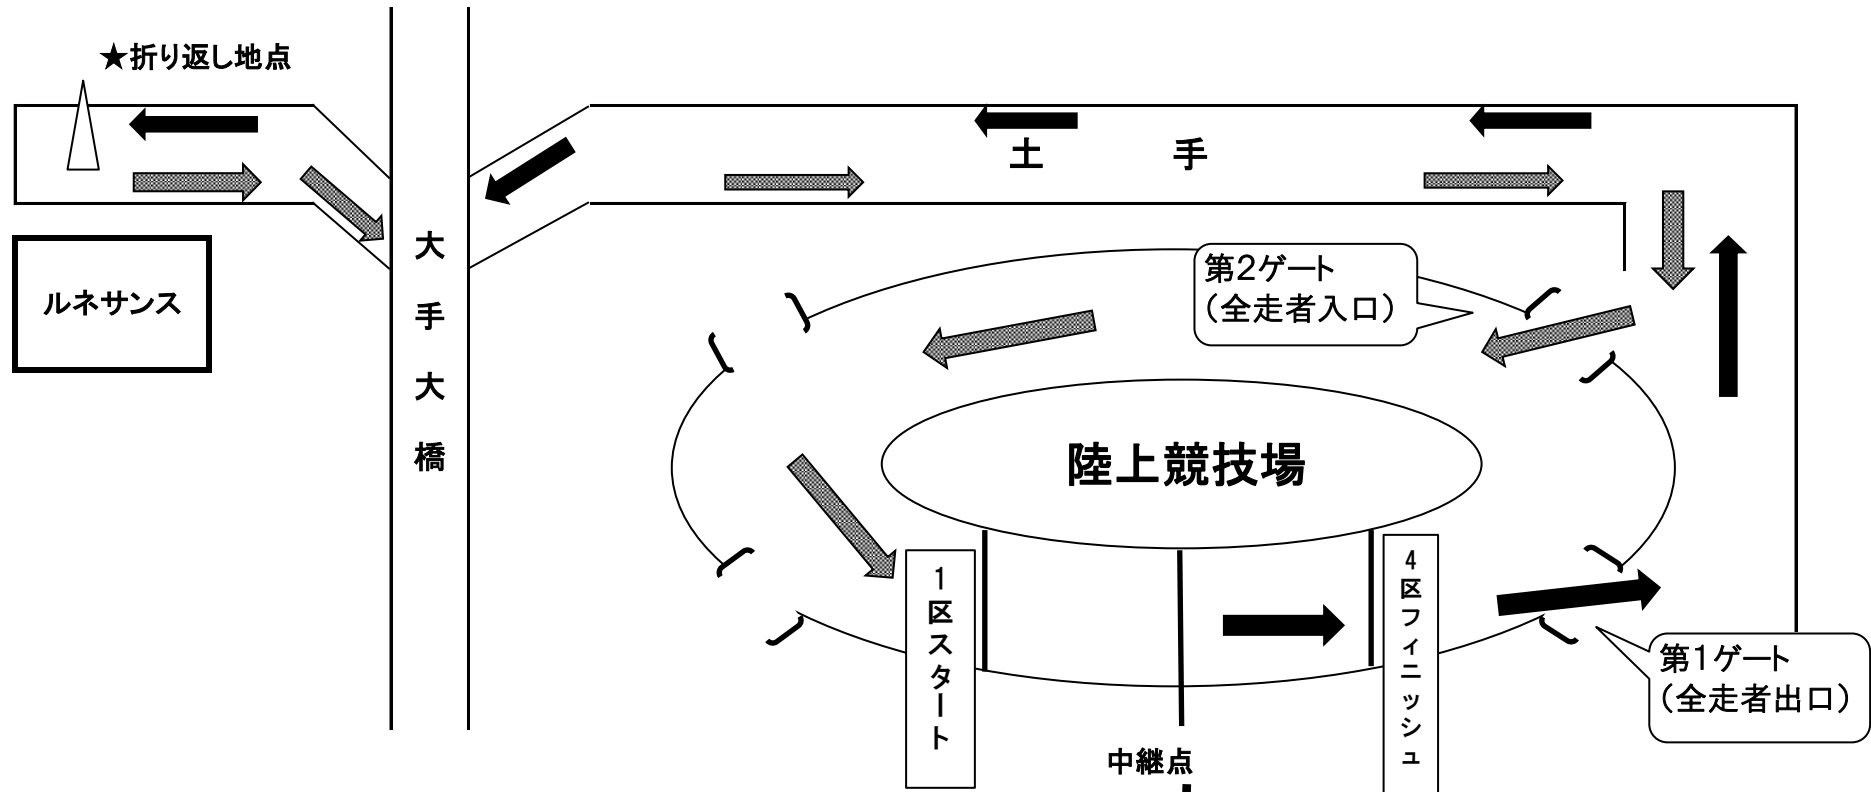 ★折り返し地点
土 手
大手大橋
第2ゲート
(全走者入口)
ルネサンス
陸上競技場
1区スタート
4区フィニッシュ
第1ゲート
(全走者出口)
中継点